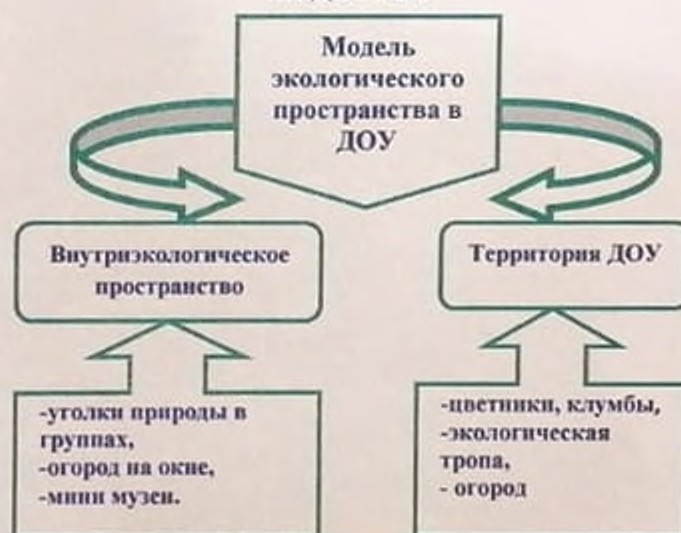 Модель
экологического
пространства в
ДОУ
Внутриэкологическое
пространство
Территория ДОУ
-уголки природы в
группах,
-огород на окне,
-мини музеи.
-цветники, клумбы,
-экологическая
тропа,
- огород